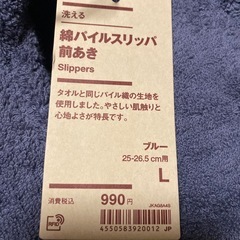 洗える
綿パイルスリッパ
前あき
Slippers
タオルと同じパイル織の生地を
使用しました。やさしい肌触りと
心地よさが特長です。
ブルー
25-26.5cm用
L
消費税込 990円
4550583920012 JP